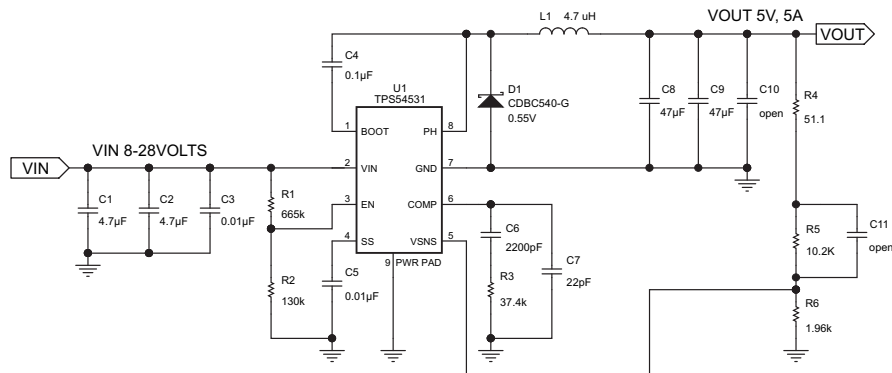 L1 4.7 uH
VOUT 5V, 5A
VOUT
C4
0.1µF
U1
TPS54531
D1
CDBC540-G
0.55V
C8
47µF
C9
47µF
C10
open
R4
51.1
1 BOOT PH 8
VIN 8-28VOLTS
VIN
2 VIN GND 7
C1
4.7µF
C2
4.7µF
C3
0.01µF
R1
665k
3 EN COMP 6
4 SS VSNS 5
9 PWR PAD
C6
2200pF
C7
22pF
R3
37.4k
R2
130k
C5
0.01µF
R5
10.2K
C11
open
R6
1.96k